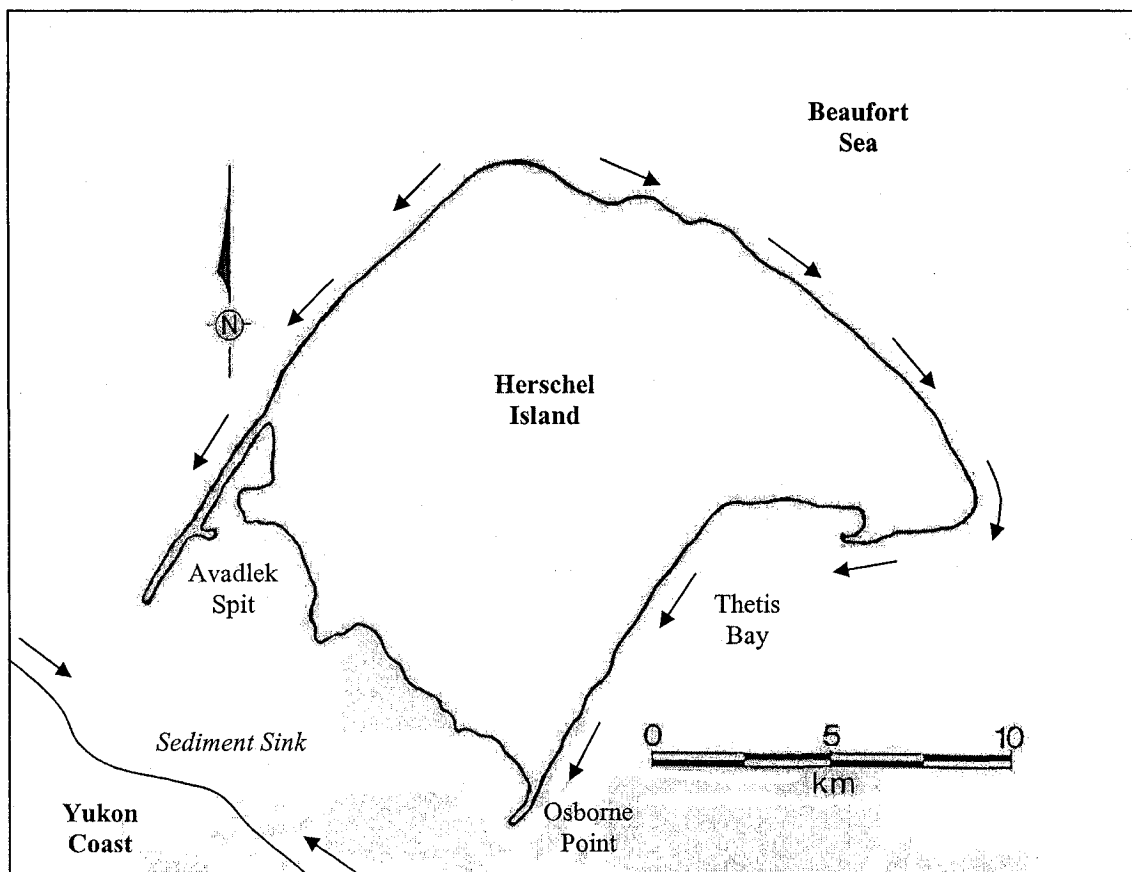 Beaufort
Sea
N
Herschel
Island
Avadlek
Spit
Thetis
Bay
Sediment Sink
0 5 10
km
Yukon
Coast
Osborne
Point